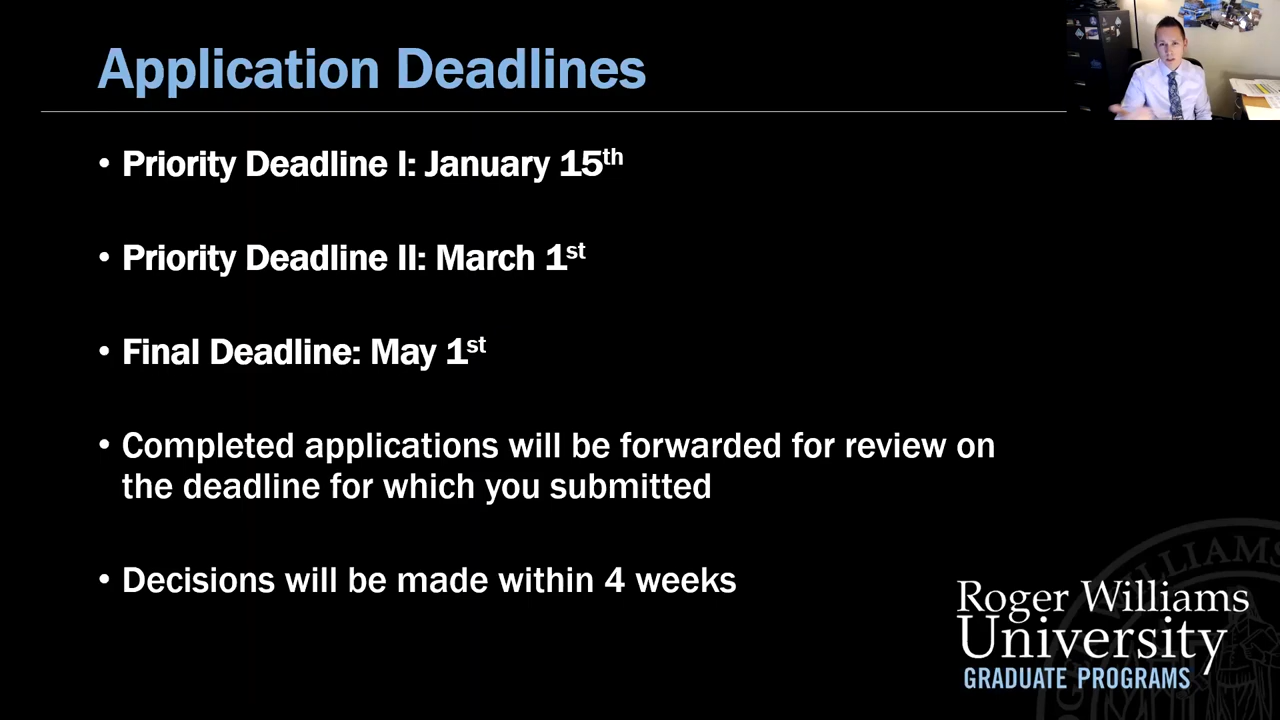 Application Deadlines
• Priority Deadline I: January 15th
• Priority Deadline II: March 1st
• Final Deadline: May 1st
• Completed applications will be forwarded for review on
the deadline for which you submitted
• Decisions will be made within 4 weeks
WILLIAMS
Roger Williams
University
GRADUATE PROGRAMS